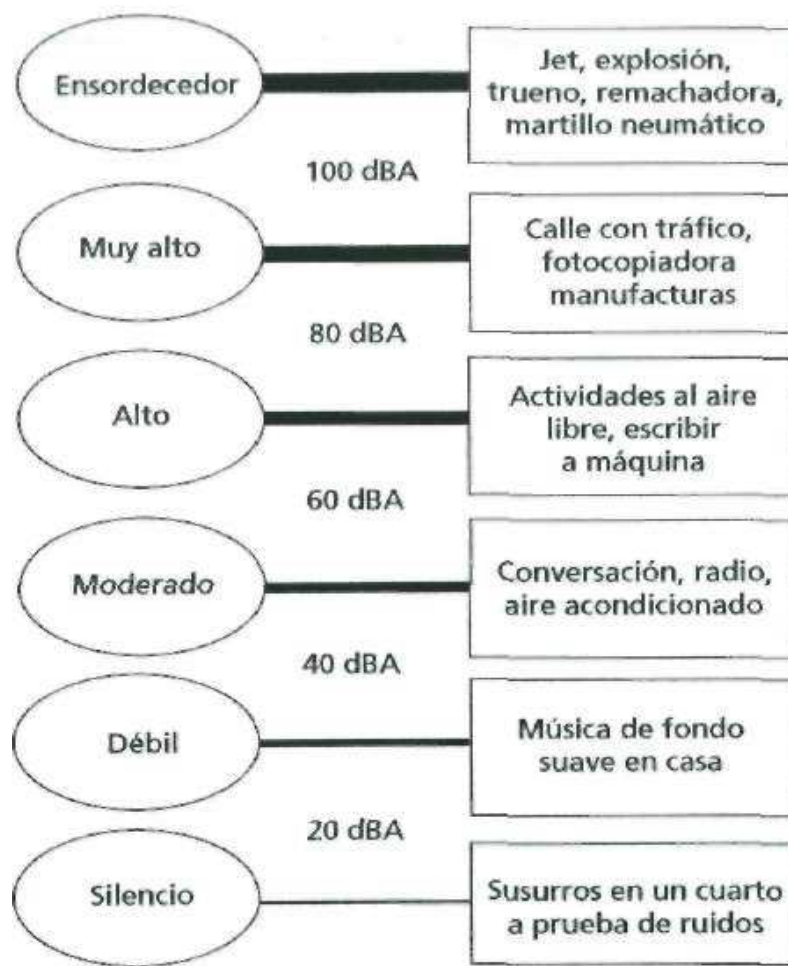 Ensordecedor
Jet, explosión,
trueno, remachadora,
martillo neumático
100 dBA
Muy alto
Calle con tráfico,
fotocopiadora
manufacturas
80 dBA
Alto
Actividades al aire
libre, escribir
a máquina
60 dBA
Moderado
Conversación, radio,
aire acondicionado
40 dBA
Débil
Música de fondo
suave en casa
20 dBA
Silencio
Susurros en un cuarto
a prueba de ruidos